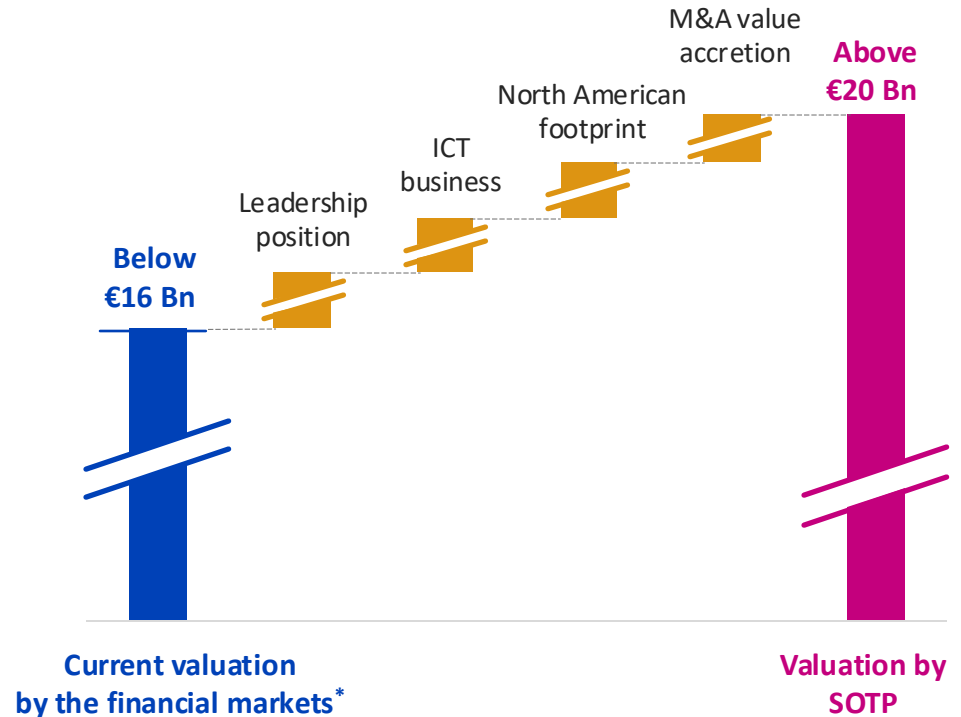 M&A value
accretion
Above
€20 Bn
North American
footprint
ICT
business
Leadership
position
Below
€16 Bn
Current valuation
by the financial markets*
Valuation by
SOTP